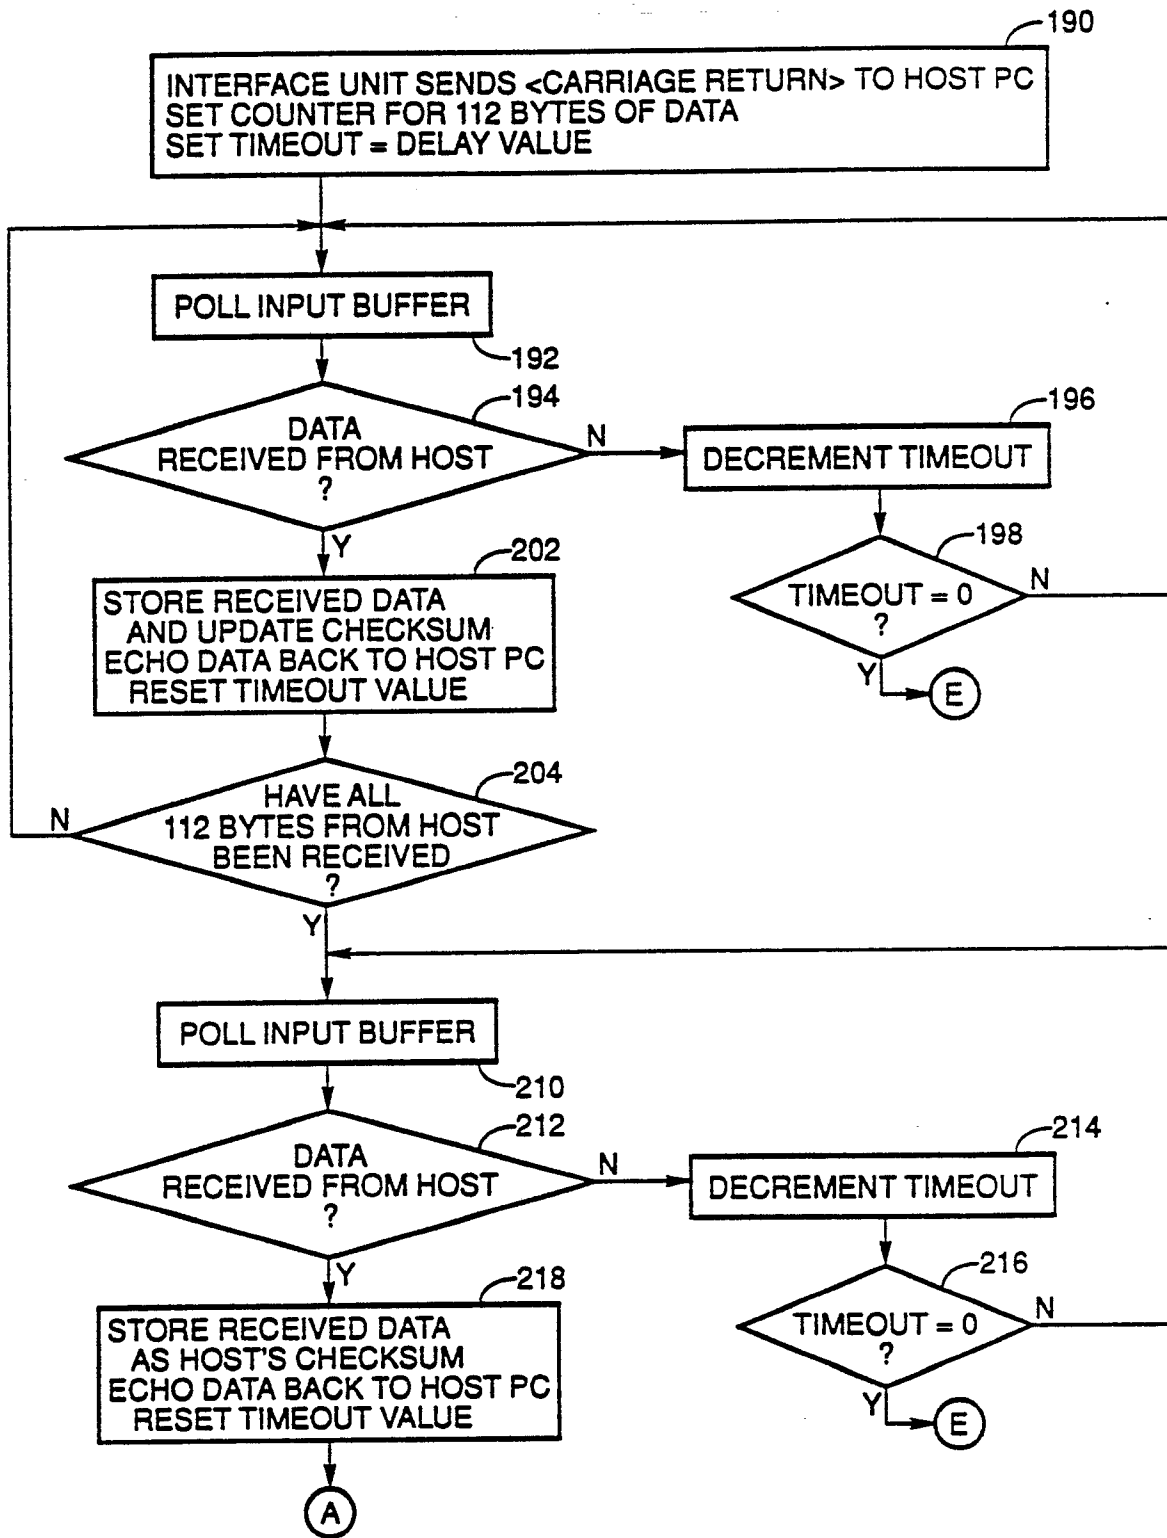 190
INTERFACE UNIT SENDS <CARRIAGE RETURN> TO HOST PC
SET COUNTER FOR 112 BYTES OF DATA
SET TIMEOUT = DELAY VALUE
POLL INPUT BUFFER
192
194
DATA
RECEIVED FROM HOST
?
N
Y
196
DECREMENT TIMEOUT
198
TIMEOUT = 0
?
N
Y
E
202
STORE RECEIVED DATA
AND UPDATE CHECKSUM
ECHO DATA BACK TO HOST PC
RESET TIMEOUT VALUE
204
HAVE ALL
112 BYTES FROM HOST
BEEN RECEIVED
?
N
Y
POLL INPUT BUFFER
210
212
DATA
RECEIVED FROM HOST
?
N
Y
214
DECREMENT TIMEOUT
216
TIMEOUT = 0
?
N
Y
E
218
STORE RECEIVED DATA
AS HOST'S CHECKSUM
ECHO DATA BACK TO HOST PC
RESET TIMEOUT VALUE
A